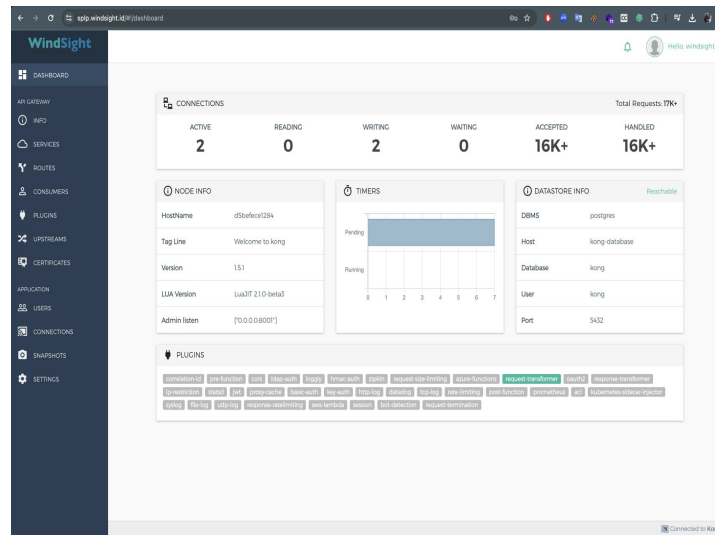 splp.windsight.id/#!/dashboard
WindSight
Hello, windsight
DASHBOARD
API GATEWAY
INFO
SERVICES
ROUTES
CONSUMERS
PLUGINS
UPSTREAMS
CERTIFICATES
APPLICATION
USERS
CONNECTIONS
SNAPSHOTS
SETTINGS
CONNECTIONS Total Requests: 17K+
ACTIVE READING WRITING WAITING ACCEPTED HANDLED
2 0 2 0 16K+ 16K+
NODE INFO
HostName d5befece1284
Tag Line Welcome to kong
Version 1.5.1
LUA Version LuaJIT 2.1.0-beta3
Admin listen ["0.0.0.0:8001"]
TIMERS
Pending
Running
0 1 2 3 4 5 6 7
DATASTORE INFO Reachable
DBMS postgres
Host kong-database
Database kong
User kong
Port 5432
PLUGINS
correlation-id pre-function cors ldap-auth loggly hmac-auth zipkin request-size-limiting azure-functions request-transformer oauth2 response-transformer
ip-restriction statsd jwt proxy-cache basic-auth key-auth http-log datadog tcp-log rate-limiting post-function prometheus acl kubernetes-sidecar-injector
syslog file-log udp-log response-ratelimiting aws-lambda session bot-detection request-termination
Connected to Kon